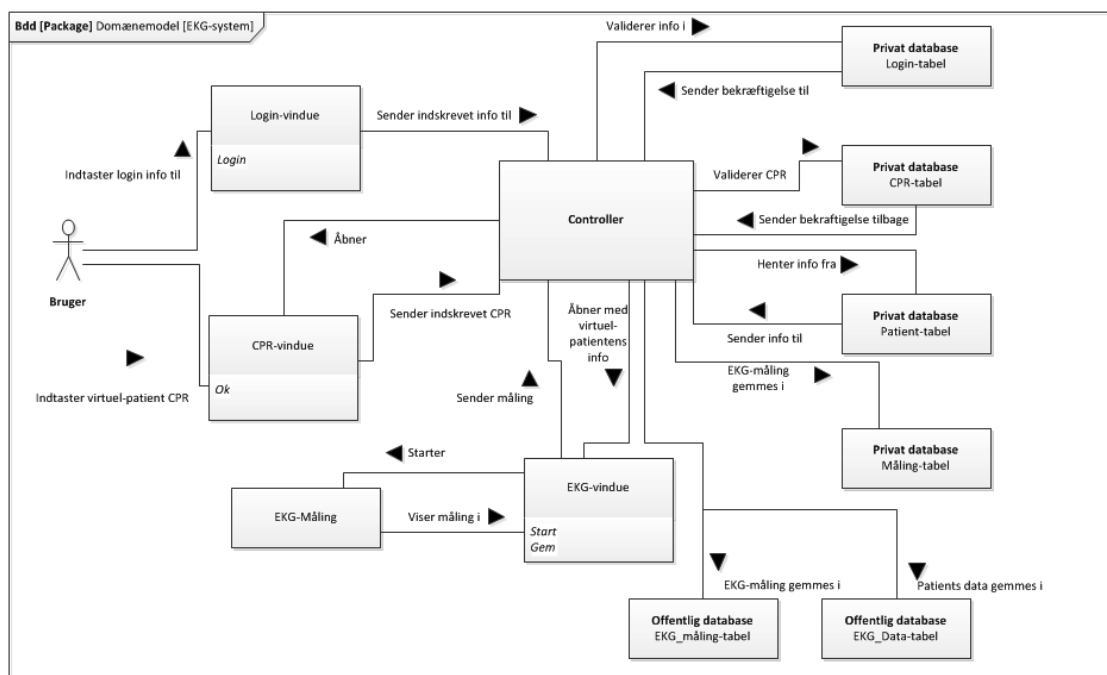 Bdd [Package] Domænemodel [EKG-system]
Validerer info i
Privat database
Login-tabel
Sender bekræftigelse til
Login-vindue
Login
Sender indskrevet info til
Indtaster login info til
Validerer CPR
Privat database
CPR-tabel
Controller
Sender bekraftigelse tilbage
Åbner
Bruger
Henter info fra
Sender indskrevet CPR
Åbner med
virtuel-
patientens
info
Privat database
Patient-tabel
Sender info til
CPR-vindue
Ok
Indtaster virtuel-patient CPR
EKG-måling
gemmes i
Sender måling
Privat database
Måling-tabel
Starter
EKG-vindue
Start
Gem
EKG-Måling
Viser måling i
EKG-måling gemmes i
Patients data gemmes i
Offentlig database
EKG_måling-tabel
Offentlig database
EKG_Data-tabel